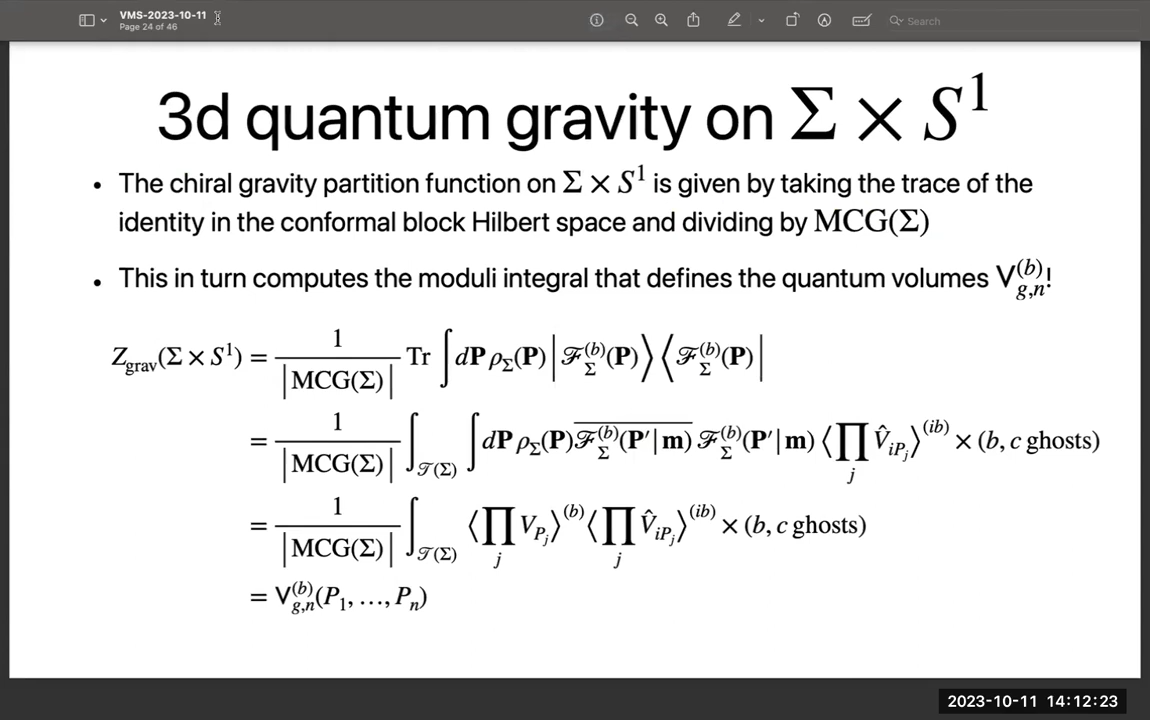 VMS-2023-10-11
Page 24 of 46
Search
3d quantum gravity on Σ × S¹
• The chiral gravity partition function on Σ × S¹ is given by taking the trace of the
identity in the conformal block Hilbert space and dividing by MCG(Σ)
• This in turn computes the moduli integral that defines the quantum volumes V_{g,n}^{(b)}!
Z_grav(Σ × S¹) = 1/|MCG(Σ)| Tr ∫ dP ρ_Σ(P) |ℱ_Σ^{(b)}(P)⟩⟨ℱ_Σ^{(b)}(P)|
= 1/|MCG(Σ)| ∫_{𝒯(Σ)} ∫ dP ρ_Σ(P) \overline{ℱ_Σ^{(b)}(P′|m)} ℱ_Σ^{(b)}(P′|m) ⟨∏_j V̂_{iP_j}⟩^{(ib)} × (b, c ghosts)
= 1/|MCG(Σ)| ∫_{𝒯(Σ)} ⟨∏_j V_{P_j}⟩^{(b)} ⟨∏_j V̂_{iP_j}⟩^{(ib)} × (b, c ghosts)
= V_{g,n}^{(b)}(P₁, …, P_n)
2023-10-11 14:12:23